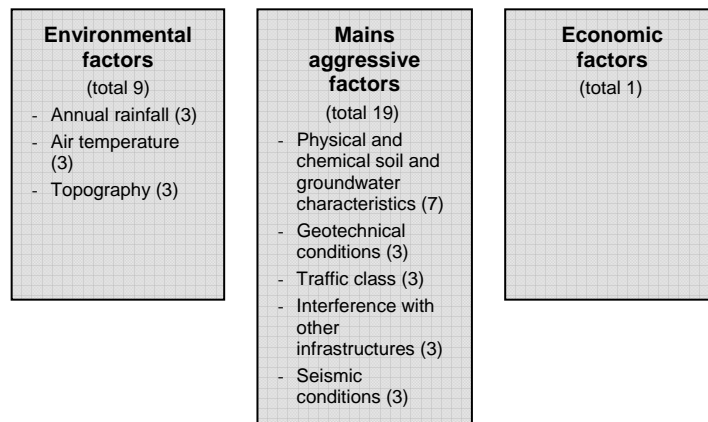 Environmental
factors
(total 9)
- Annual rainfall (3)
- Air temperature
(3)
- Topography (3)
Mains
aggressive
factors
(total 19)
- Physical and
chemical soil and
groundwater
characteristics (7)
- Geotechnical
conditions (3)
- Traffic class (3)
- Interference with
other
infrastructures (3)
- Seismic
conditions (3)
Economic
factors
(total 1)